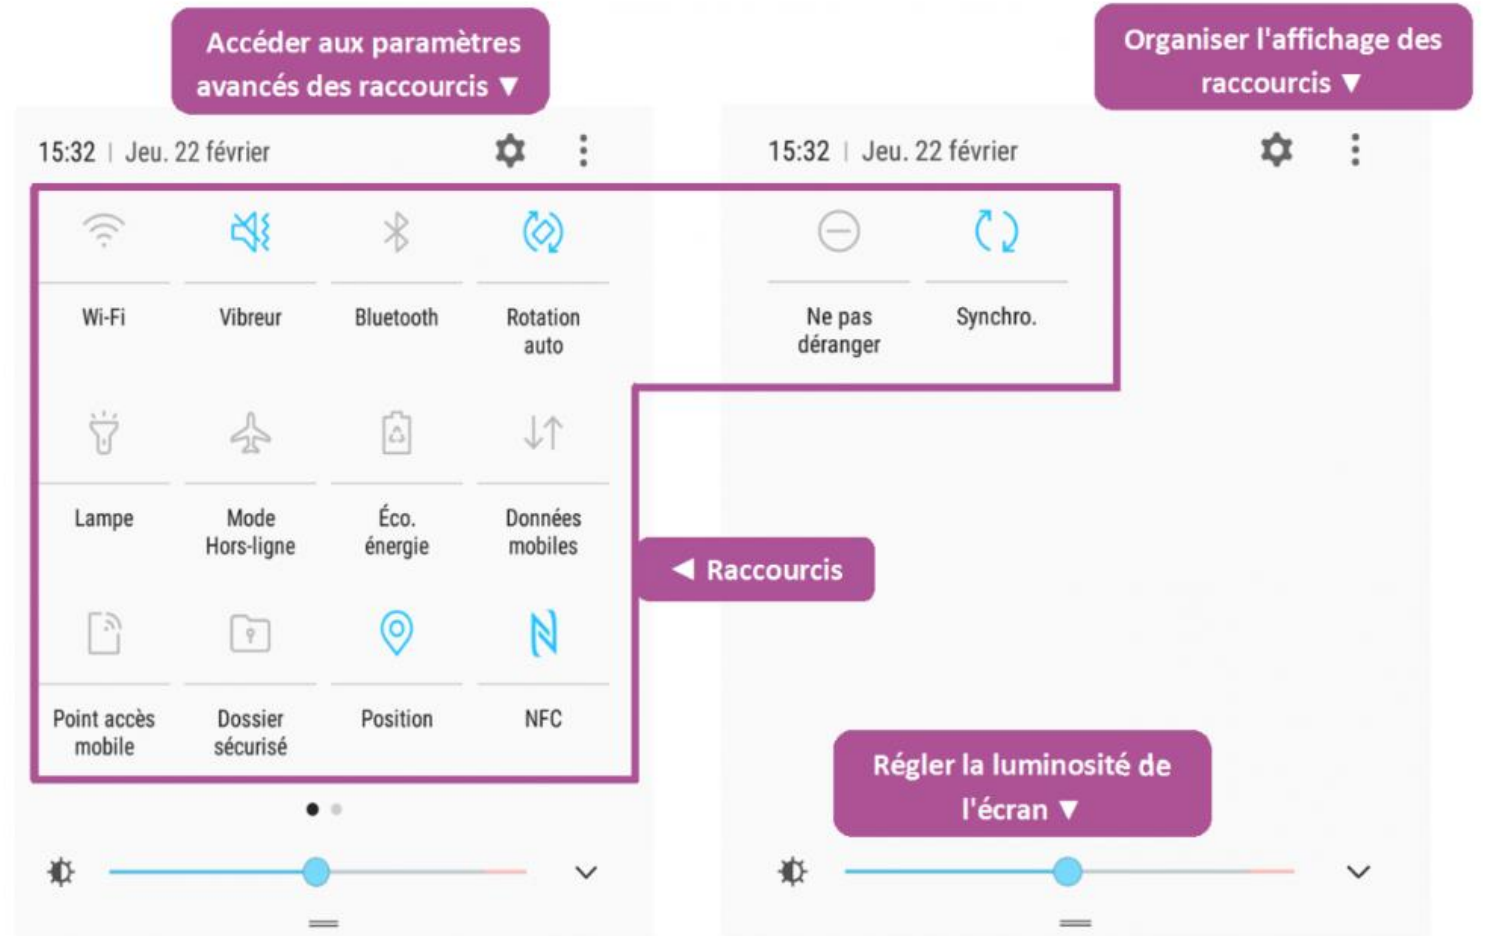 Accéder aux paramètres
avancés des raccourcis ▼
Organiser l'affichage des
raccourcis ▼
15:32 | Jeu. 22 février
15:32 | Jeu. 22 février
Wi-Fi
Vibreur
Bluetooth
Rotation
auto
Ne pas
déranger
Synchro.
Lampe
Mode
Hors-ligne
Éco.
énergie
Données
mobiles
◄ Raccourcis
Point accès
mobile
Dossier
sécurisé
Position
NFC
Régler la luminosité de
l'écran ▼